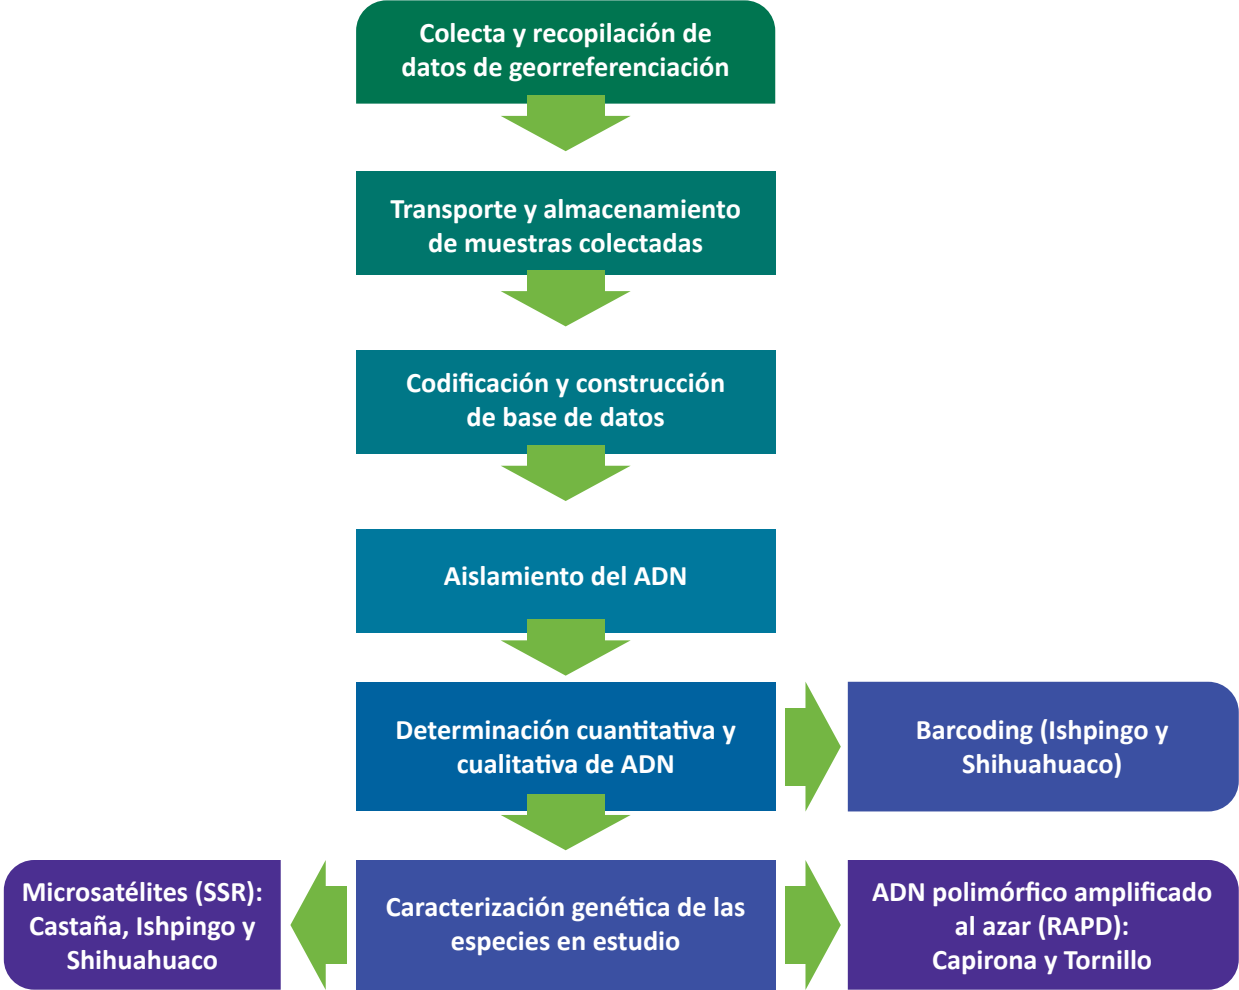 Colecta y recopilación de
datos de georreferenciación
Transporte y almacenamiento
de muestras colectadas
Codificación y construcción
de base de datos
Aislamiento del ADN
Determinación cuantitativa y
cualitativa de ADN
Barcoding (Ishpingo y
Shihuahuaco)
Microsatélites (SSR):
Castaña, Ishpingo y
Shihuahuaco
Caracterización genética de las
especies en estudio
ADN polimórfico amplificado
al azar (RAPD):
Capirona y Tornillo